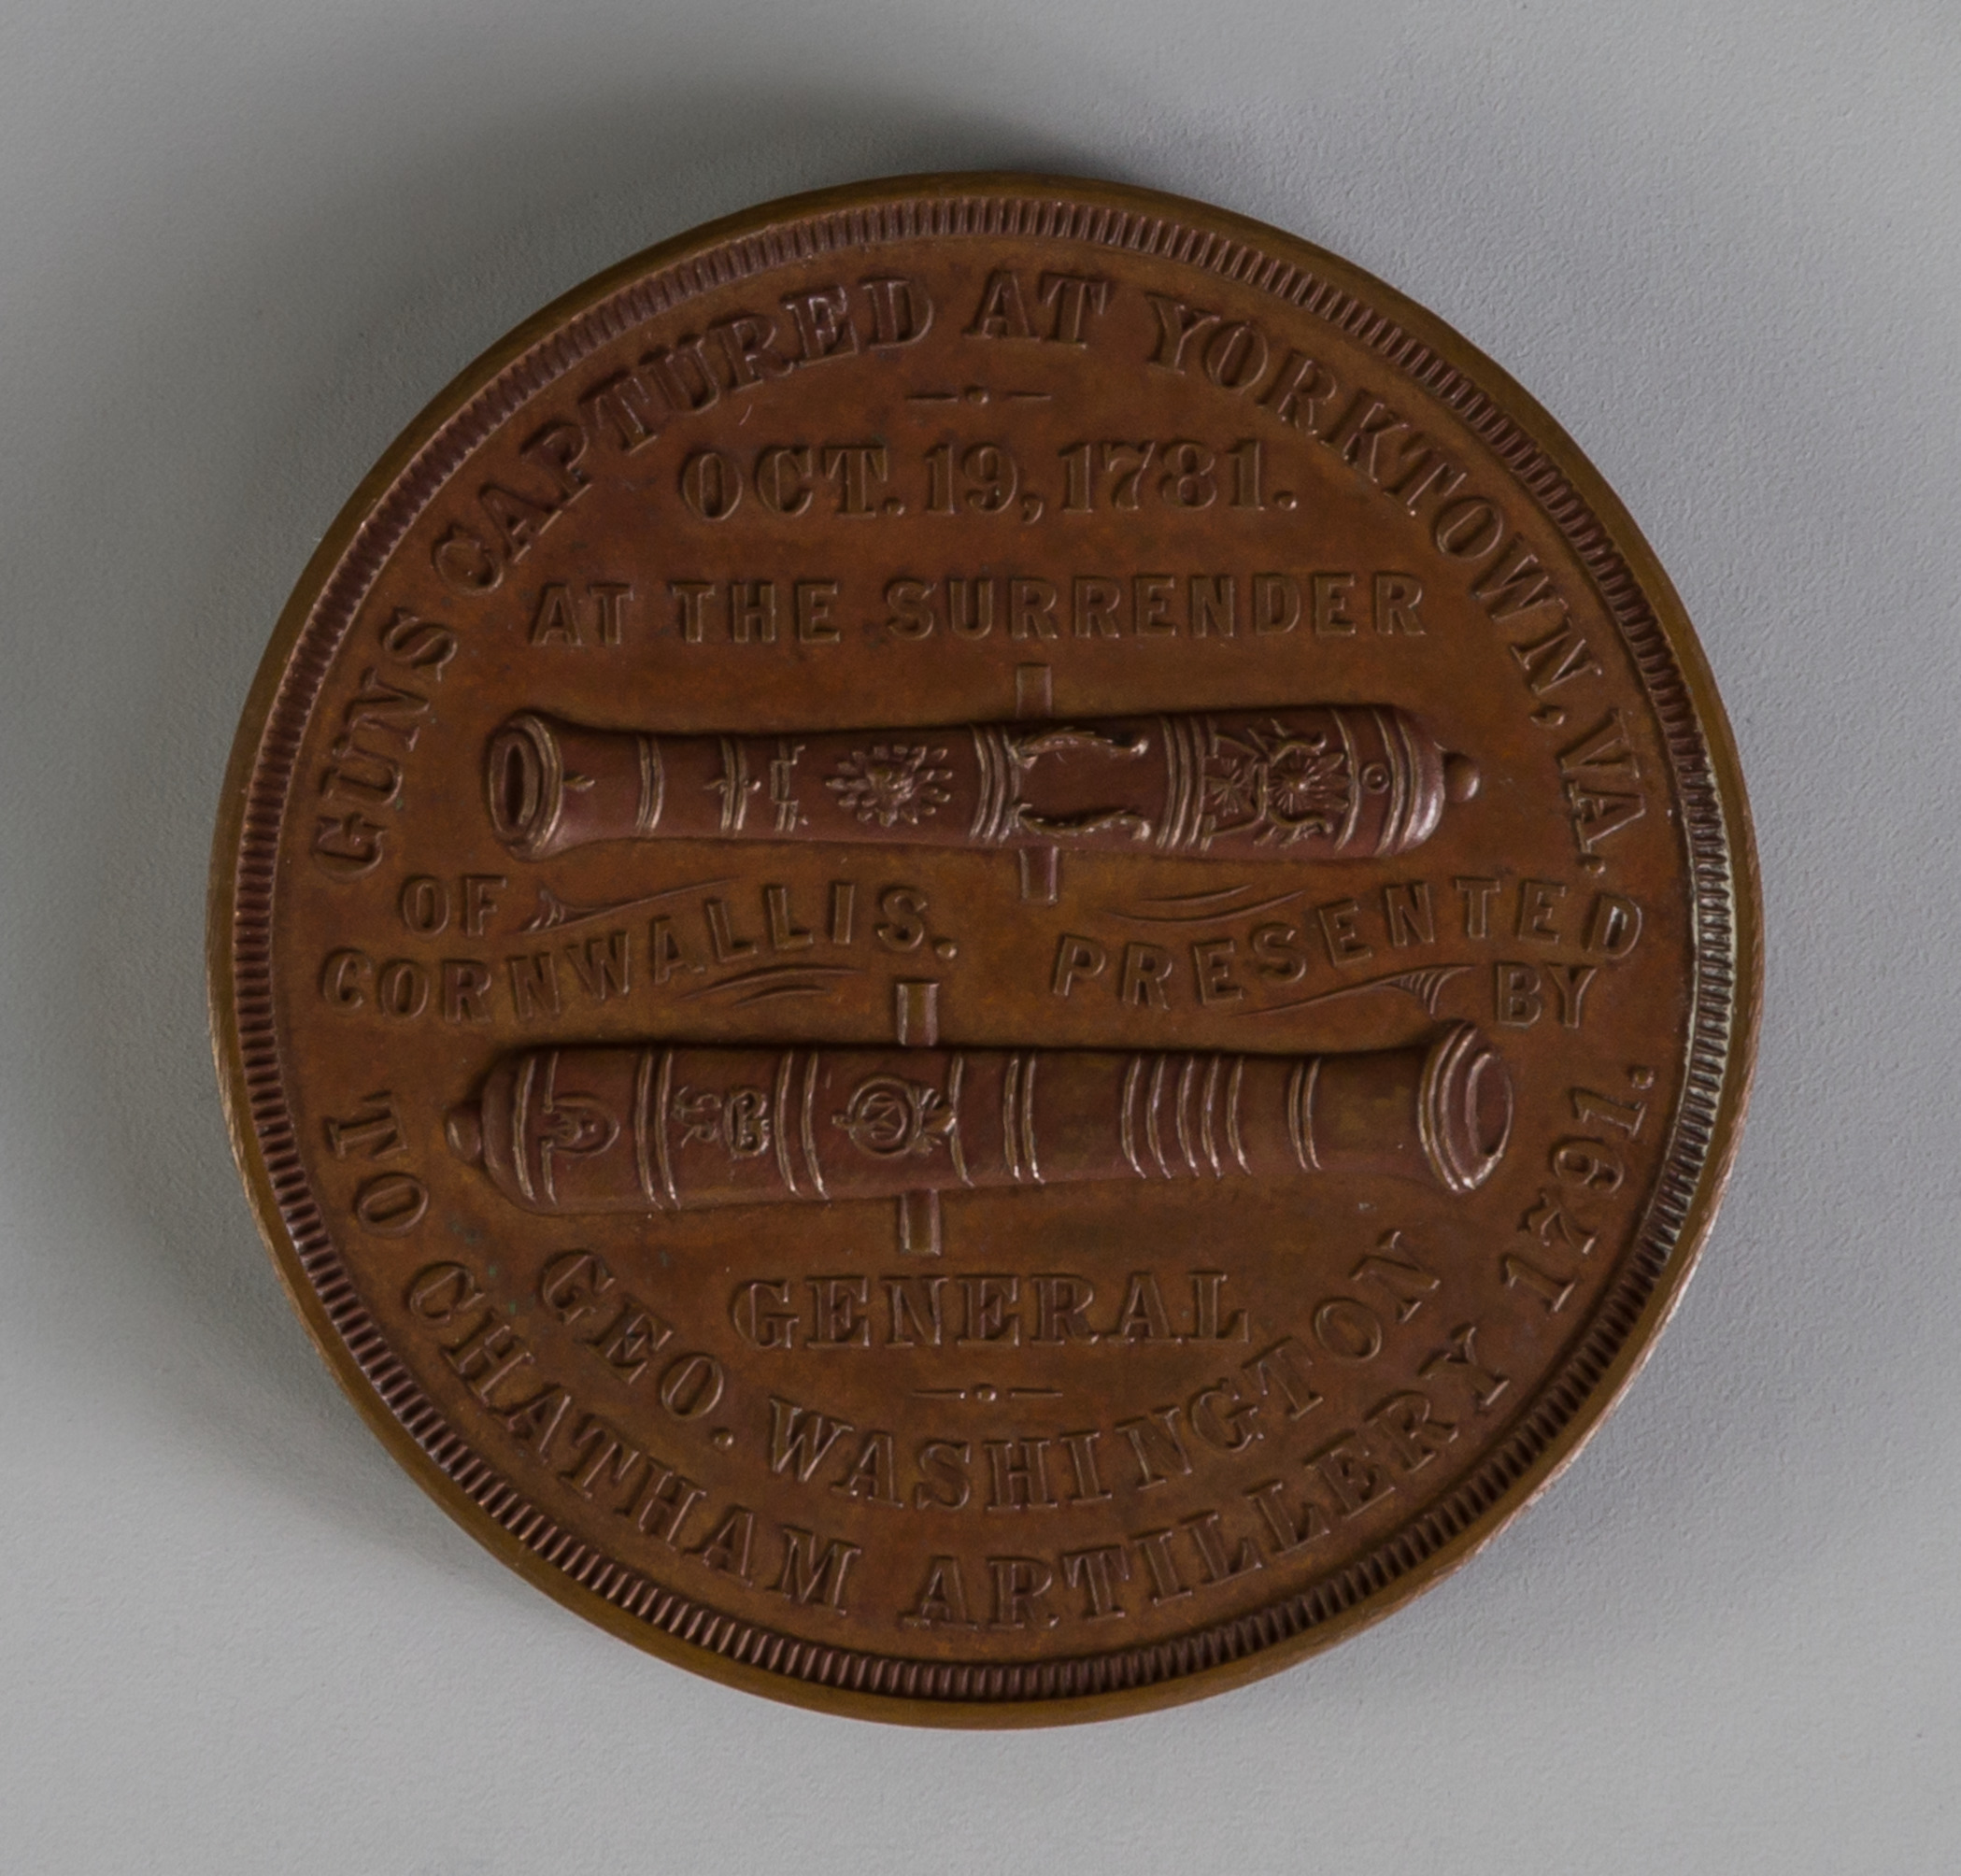 GUNS CAPTURED AT YORKTOWN. VA.
OCT. 19, 1781.
AT THE SURRENDER
OF
CORNWALLIS.
PRESENTED
BY
GENERAL
GEO. WASHINGTON
TO CHATHAM ARTILLERY 1791.